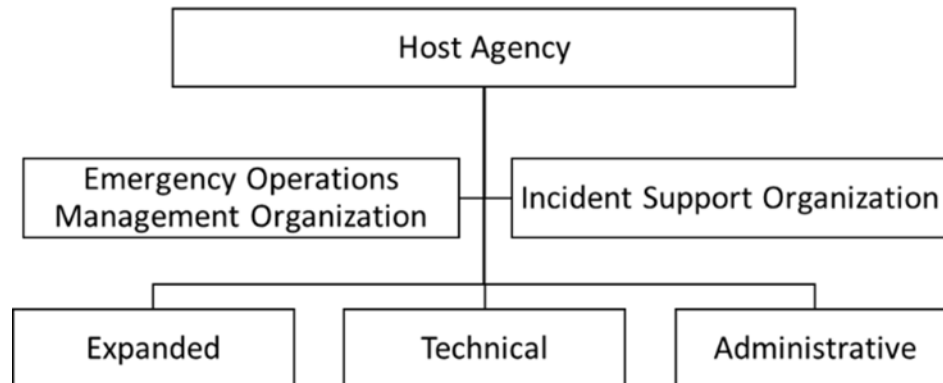 Host Agency
Emergency Operations
Management Organization
Incident Support Organization
Expanded
Technical
Administrative